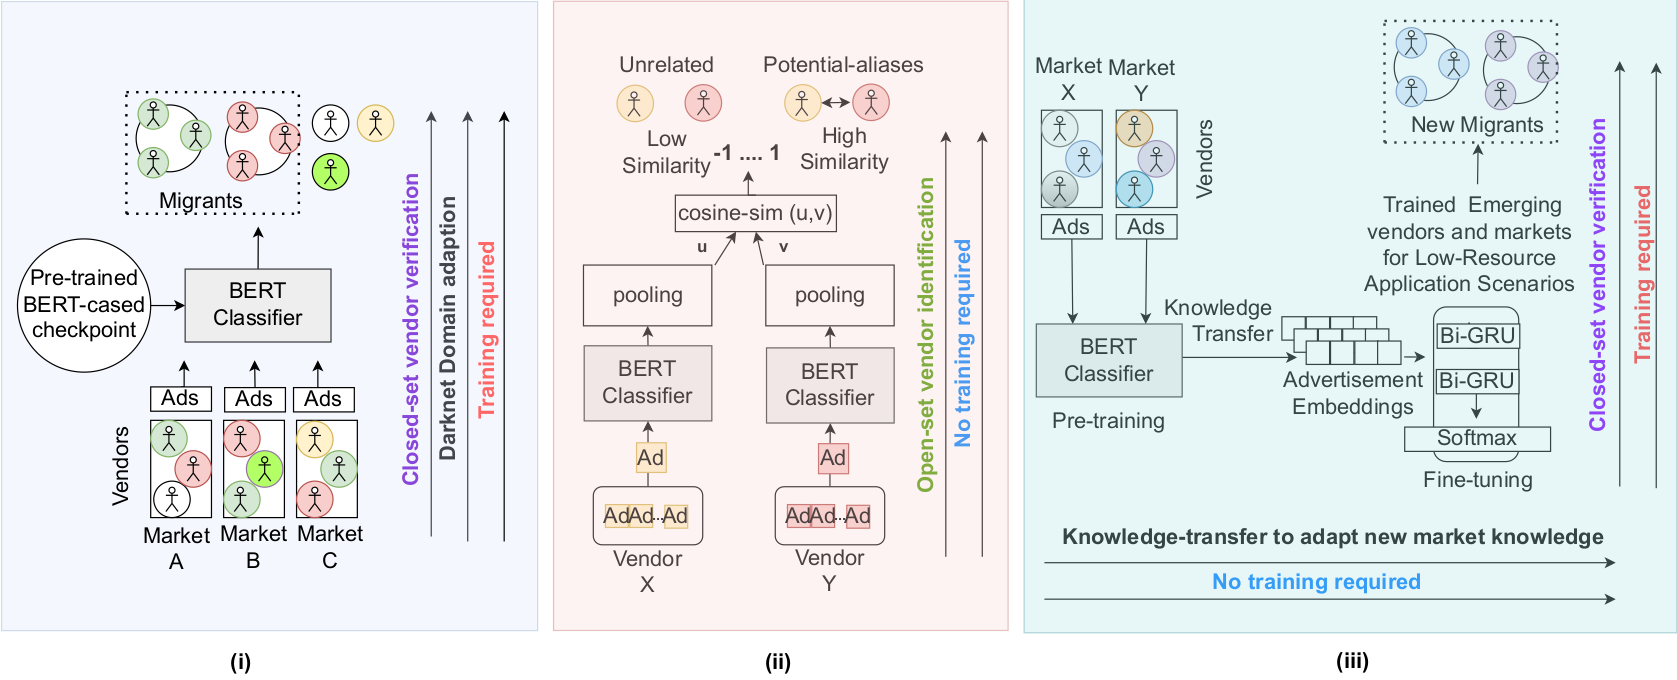 Migrants
Pre-trained
BERT-cased
checkpoint
BERT
Classifier
Ads
Ads
Ads
Vendors
Market
A
Market
B
Market
C
Closed-set vendor verification
Darknet Domain adaption
Training required
(i)
Unrelated
Potential-aliases
Low
Similarity
-1 .... 1
High
Similarity
cosine-sim (u,v)
u
v
pooling
pooling
BERT
Classifier
BERT
Classifier
Ad
Ad
AdAd...Ad
AdAd...Ad
Vendor
X
Vendor
Y
Open-set vendor identification
No training required
(ii)
Market
X
Market
Y
Vendors
Ads
Ads
BERT
Classifier
Pre-training
Knowledge
Transfer
Advertisement
Embeddings
New Migrants
Trained Emerging
vendors and markets
for Low-Resource
Application Scenarios
Bi-GRU
Bi-GRU
Softmax
Fine-tuning
Closed-set vendor verification
Training required
Knowledge-transfer to adapt new market knowledge
No training required
(iii)